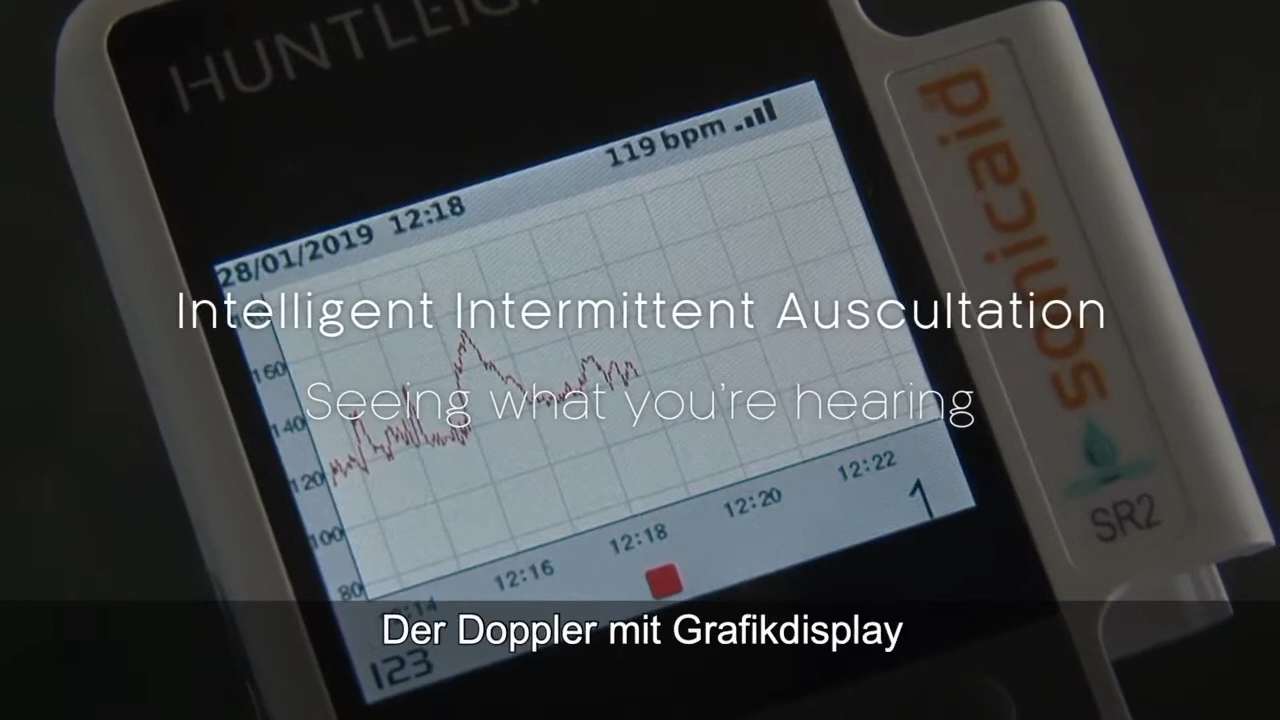 28/01/2019 12:18
119 bpm
Intelligent Intermittent Auscultation
Seeing what you're hearing
160
140
120
100
80
12:16
12:18
12:20
12:22
1
123
sonicaid
SR2
Der Doppler mit Grafikdisplay